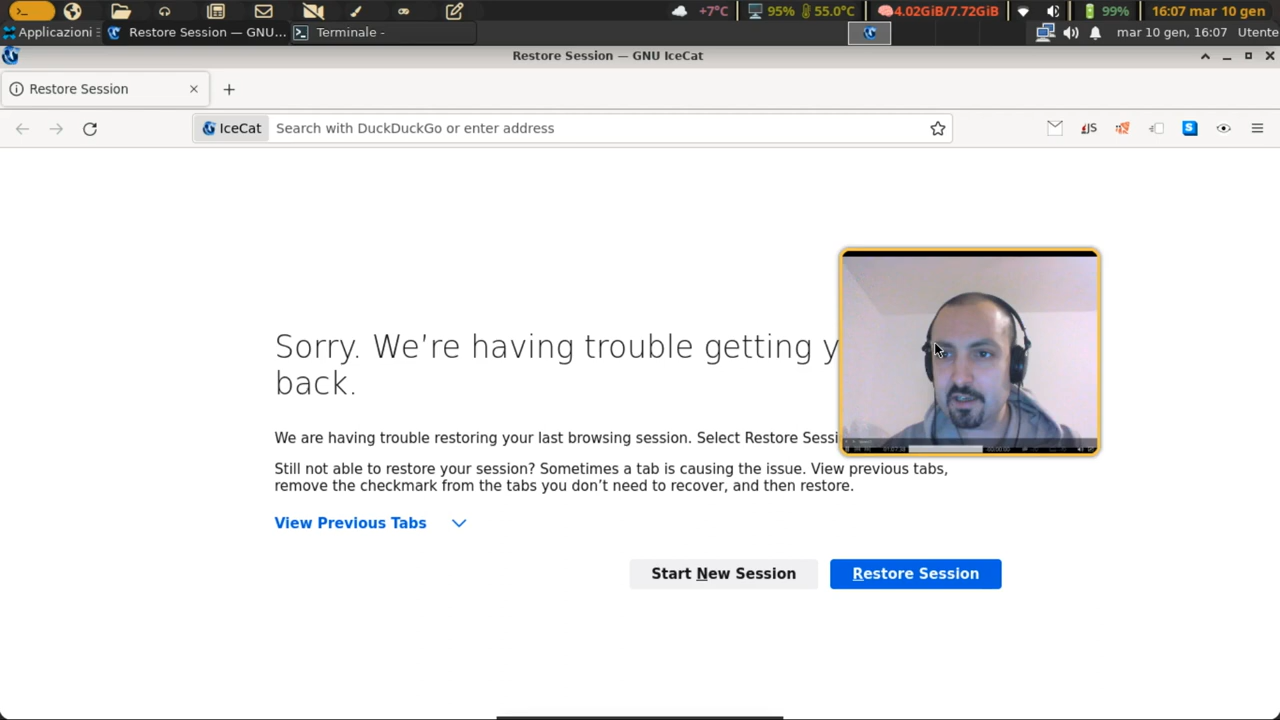 +7°C 95% 55.0°C 4.02GiB/7.72GiB 99% 16:07 mar 10 gen
Applicazioni Restore Session — GNU... Terminale - mar 10 gen, 16:07 Utente
Restore Session — GNU IceCat
Restore Session
IceCat Search with DuckDuckGo or enter address
Sorry. We’re having trouble getting y
back.
We are having trouble restoring your last browsing session. Select Restore Sessi
Still not able to restore your session? Sometimes a tab is causing the issue. View previous tabs,
remove the checkmark from the tabs you don’t need to recover, and then restore.
View Previous Tabs
Start New Session Restore Session